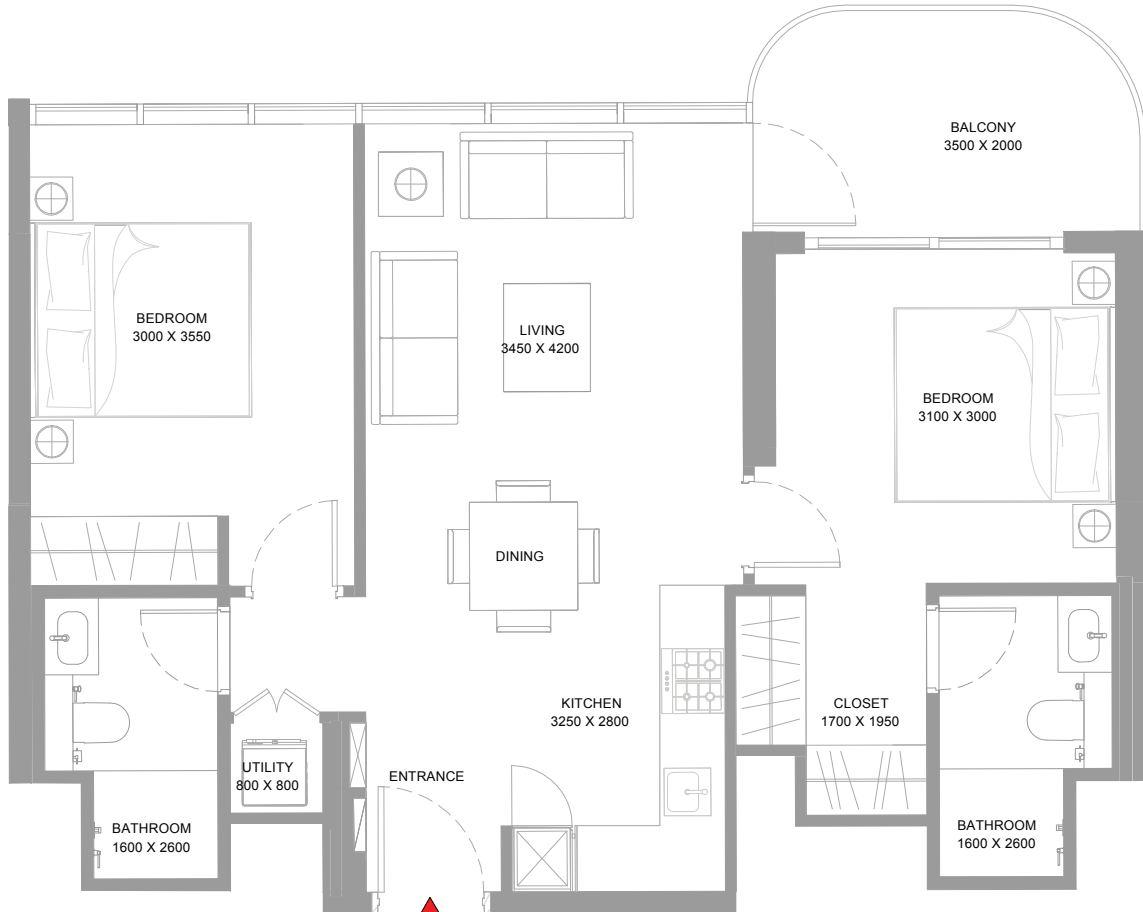 BALCONY
3500 X 2000
BEDROOM
3000 X 3550
LIVING
3450 X 4200
BEDROOM
3100 X 3000
DINING
KITCHEN
3250 X 2800
CLOSET
1700 X 1950
UTILITY
800 X 800
ENTRANCE
BATHROOM
1600 X 2600
BATHROOM
1600 X 2600